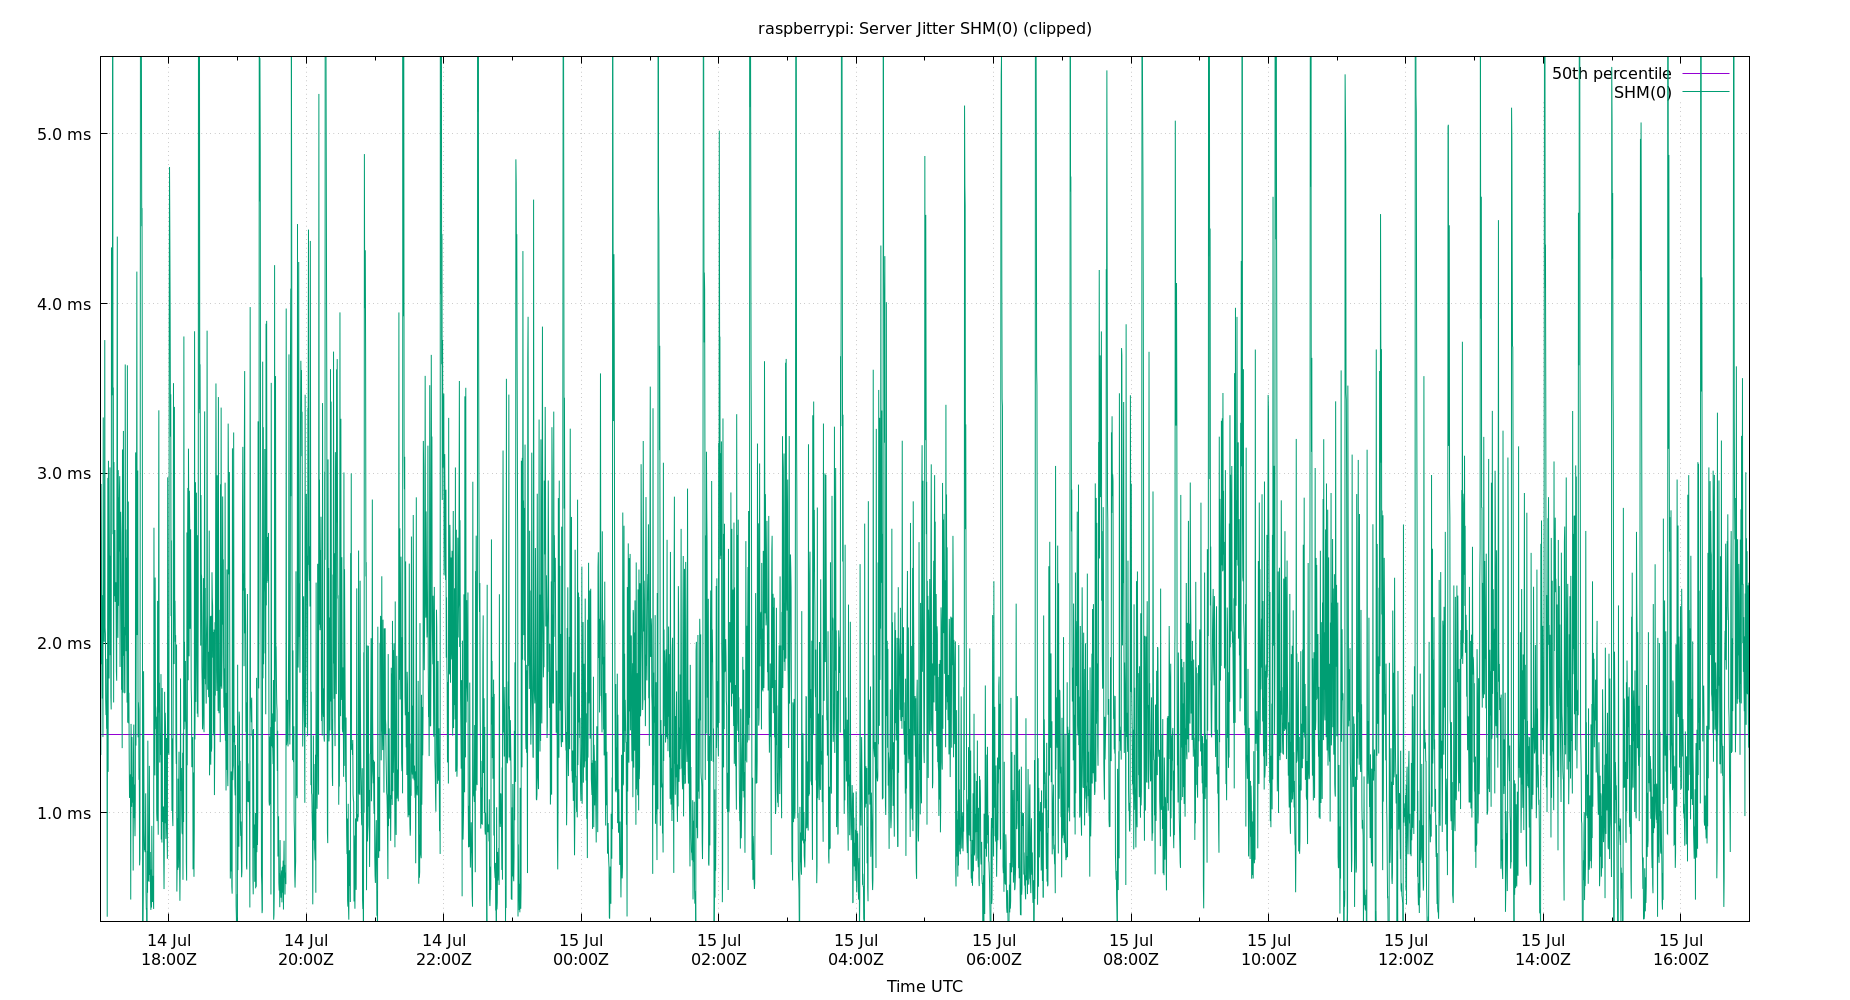 raspberrypi: Server Jitter SHM(0) (clipped)
50th percentile
SHM(0)
5.0 ms
4.0 ms
3.0 ms
2.0 ms
1.0 ms
14 Jul 14 Jul 14 Jul 15 Jul 15 Jul 15 Jul 15 Jul 15 Jul 15 Jul 15 Jul 15 Jul 15 Jul
18:00Z 20:00Z 22:00Z 00:00Z 02:00Z 04:00Z 06:00Z 08:00Z 10:00Z 12:00Z 14:00Z 16:00Z
Time UTC